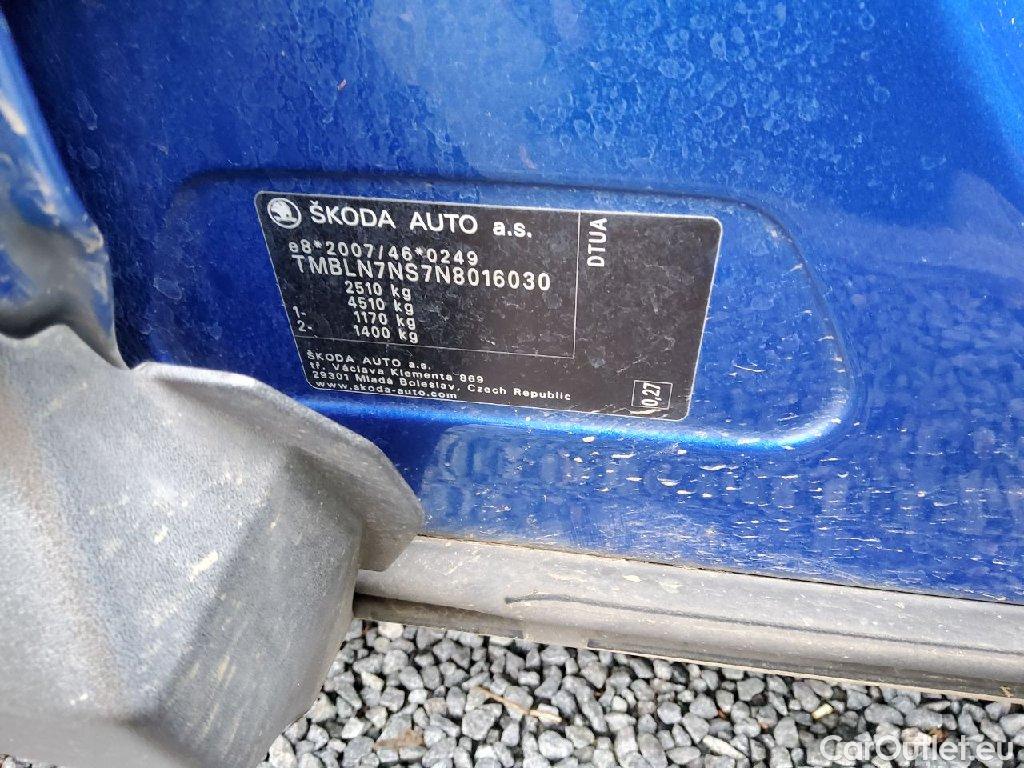 ŠKODA AUTO a.s.
e8*2007/46*0249
TMBLN7NS7N8016030
2510 kg
4510 kg
1- 1170 kg
2- 1400 kg
DTUA
ŠKODA AUTO a.s.
tř. Václava Klementa 869
29301 Mladá Boleslav, Czech Republic
www.skoda-auto.com
0,27
CarOutlet.eu